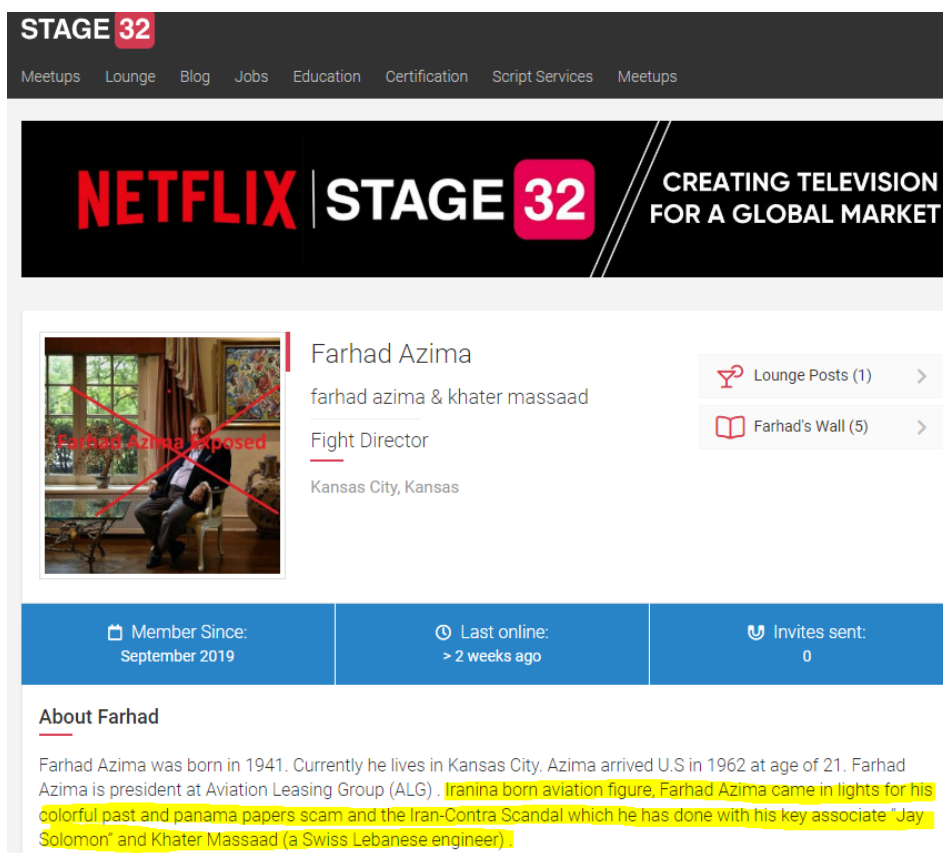 STAGE 32
Meetups Lounge Blog Jobs Education Certification Script Services Meetups
NETFLIX | STAGE 32
CREATING TELEVISION
FOR A GLOBAL MARKET
Farhad Azima
farhad azima & khater massaad
Fight Director
Kansas City, Kansas
Farhad Azima Exposed
Lounge Posts (1)
Farhad's Wall (5)
Member Since:
September 2019
Last online:
> 2 weeks ago
Invites sent:
0
About Farhad
Farhad Azima was born in 1941. Currently he lives in Kansas City. Azima arrived U.S in 1962 at age of 21. Farhad
Azima is president at Aviation Leasing Group (ALG) . Iranina born aviation figure, Farhad Azima came in lights for his
colorful past and panama papers scam and the Iran-Contra Scandal which he has done with his key associate “Jay
Solomon” and Khater Massaad (a Swiss Lebanese engineer) .